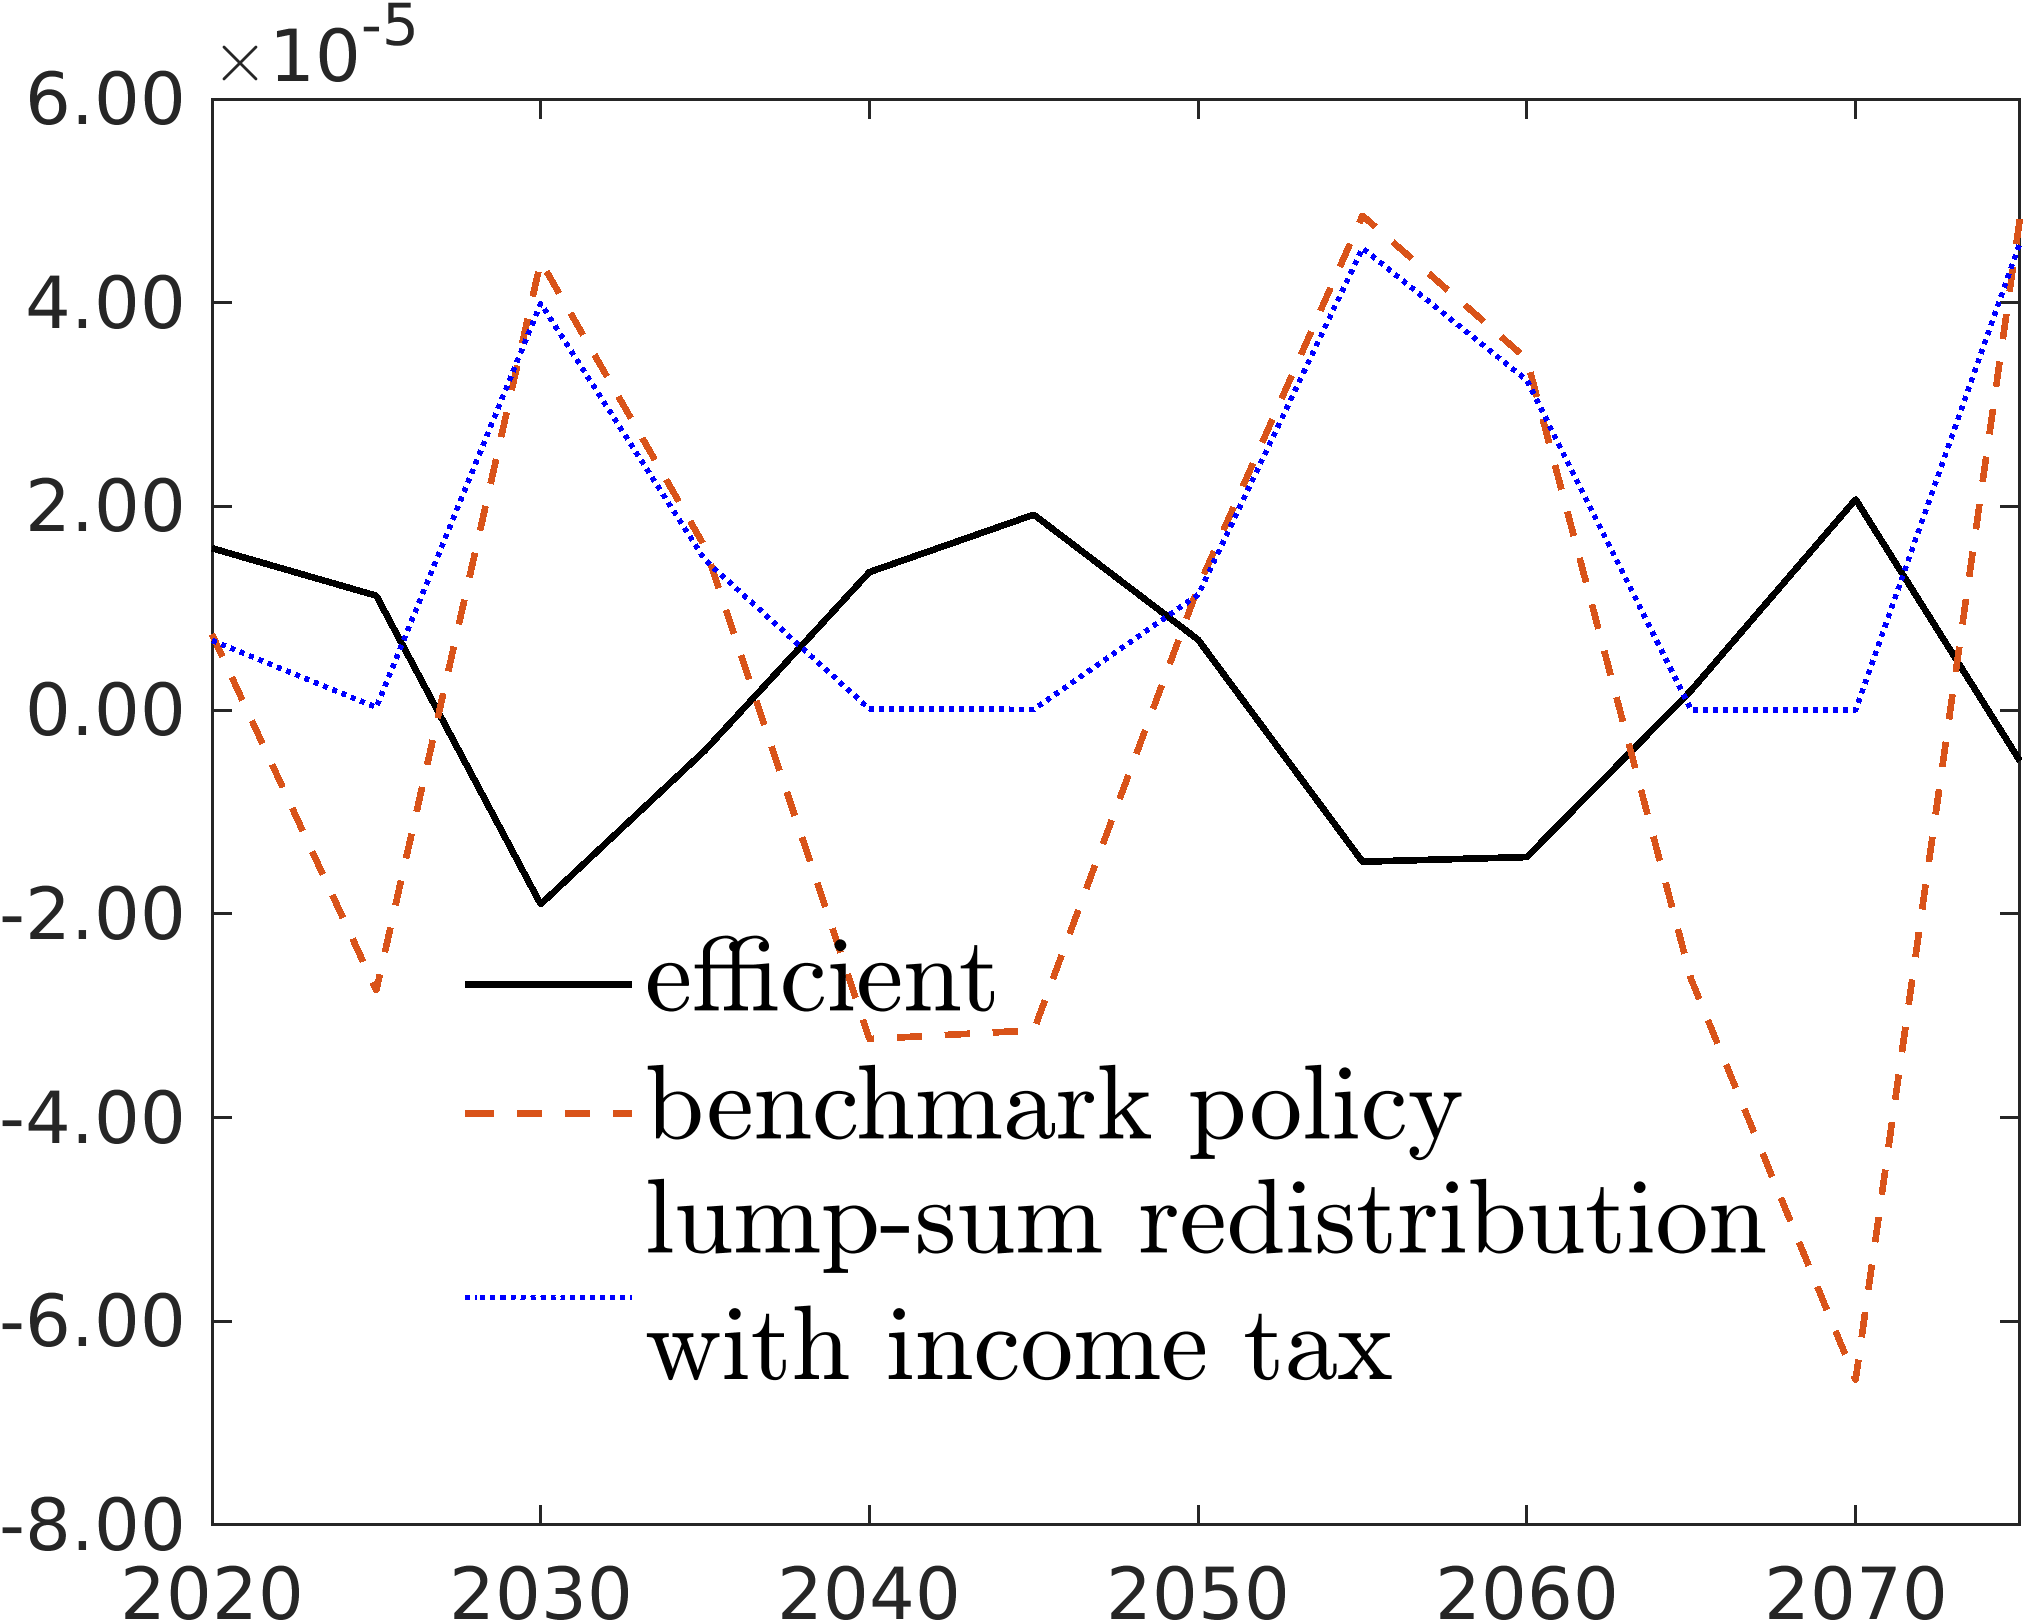 ×10-5
6.00
4.00
2.00
0.00
-2.00
-4.00
-6.00
-8.00
efficient
benchmark policy
lump-sum redistribution
with income tax
2020 2030 2040 2050 2060 2070